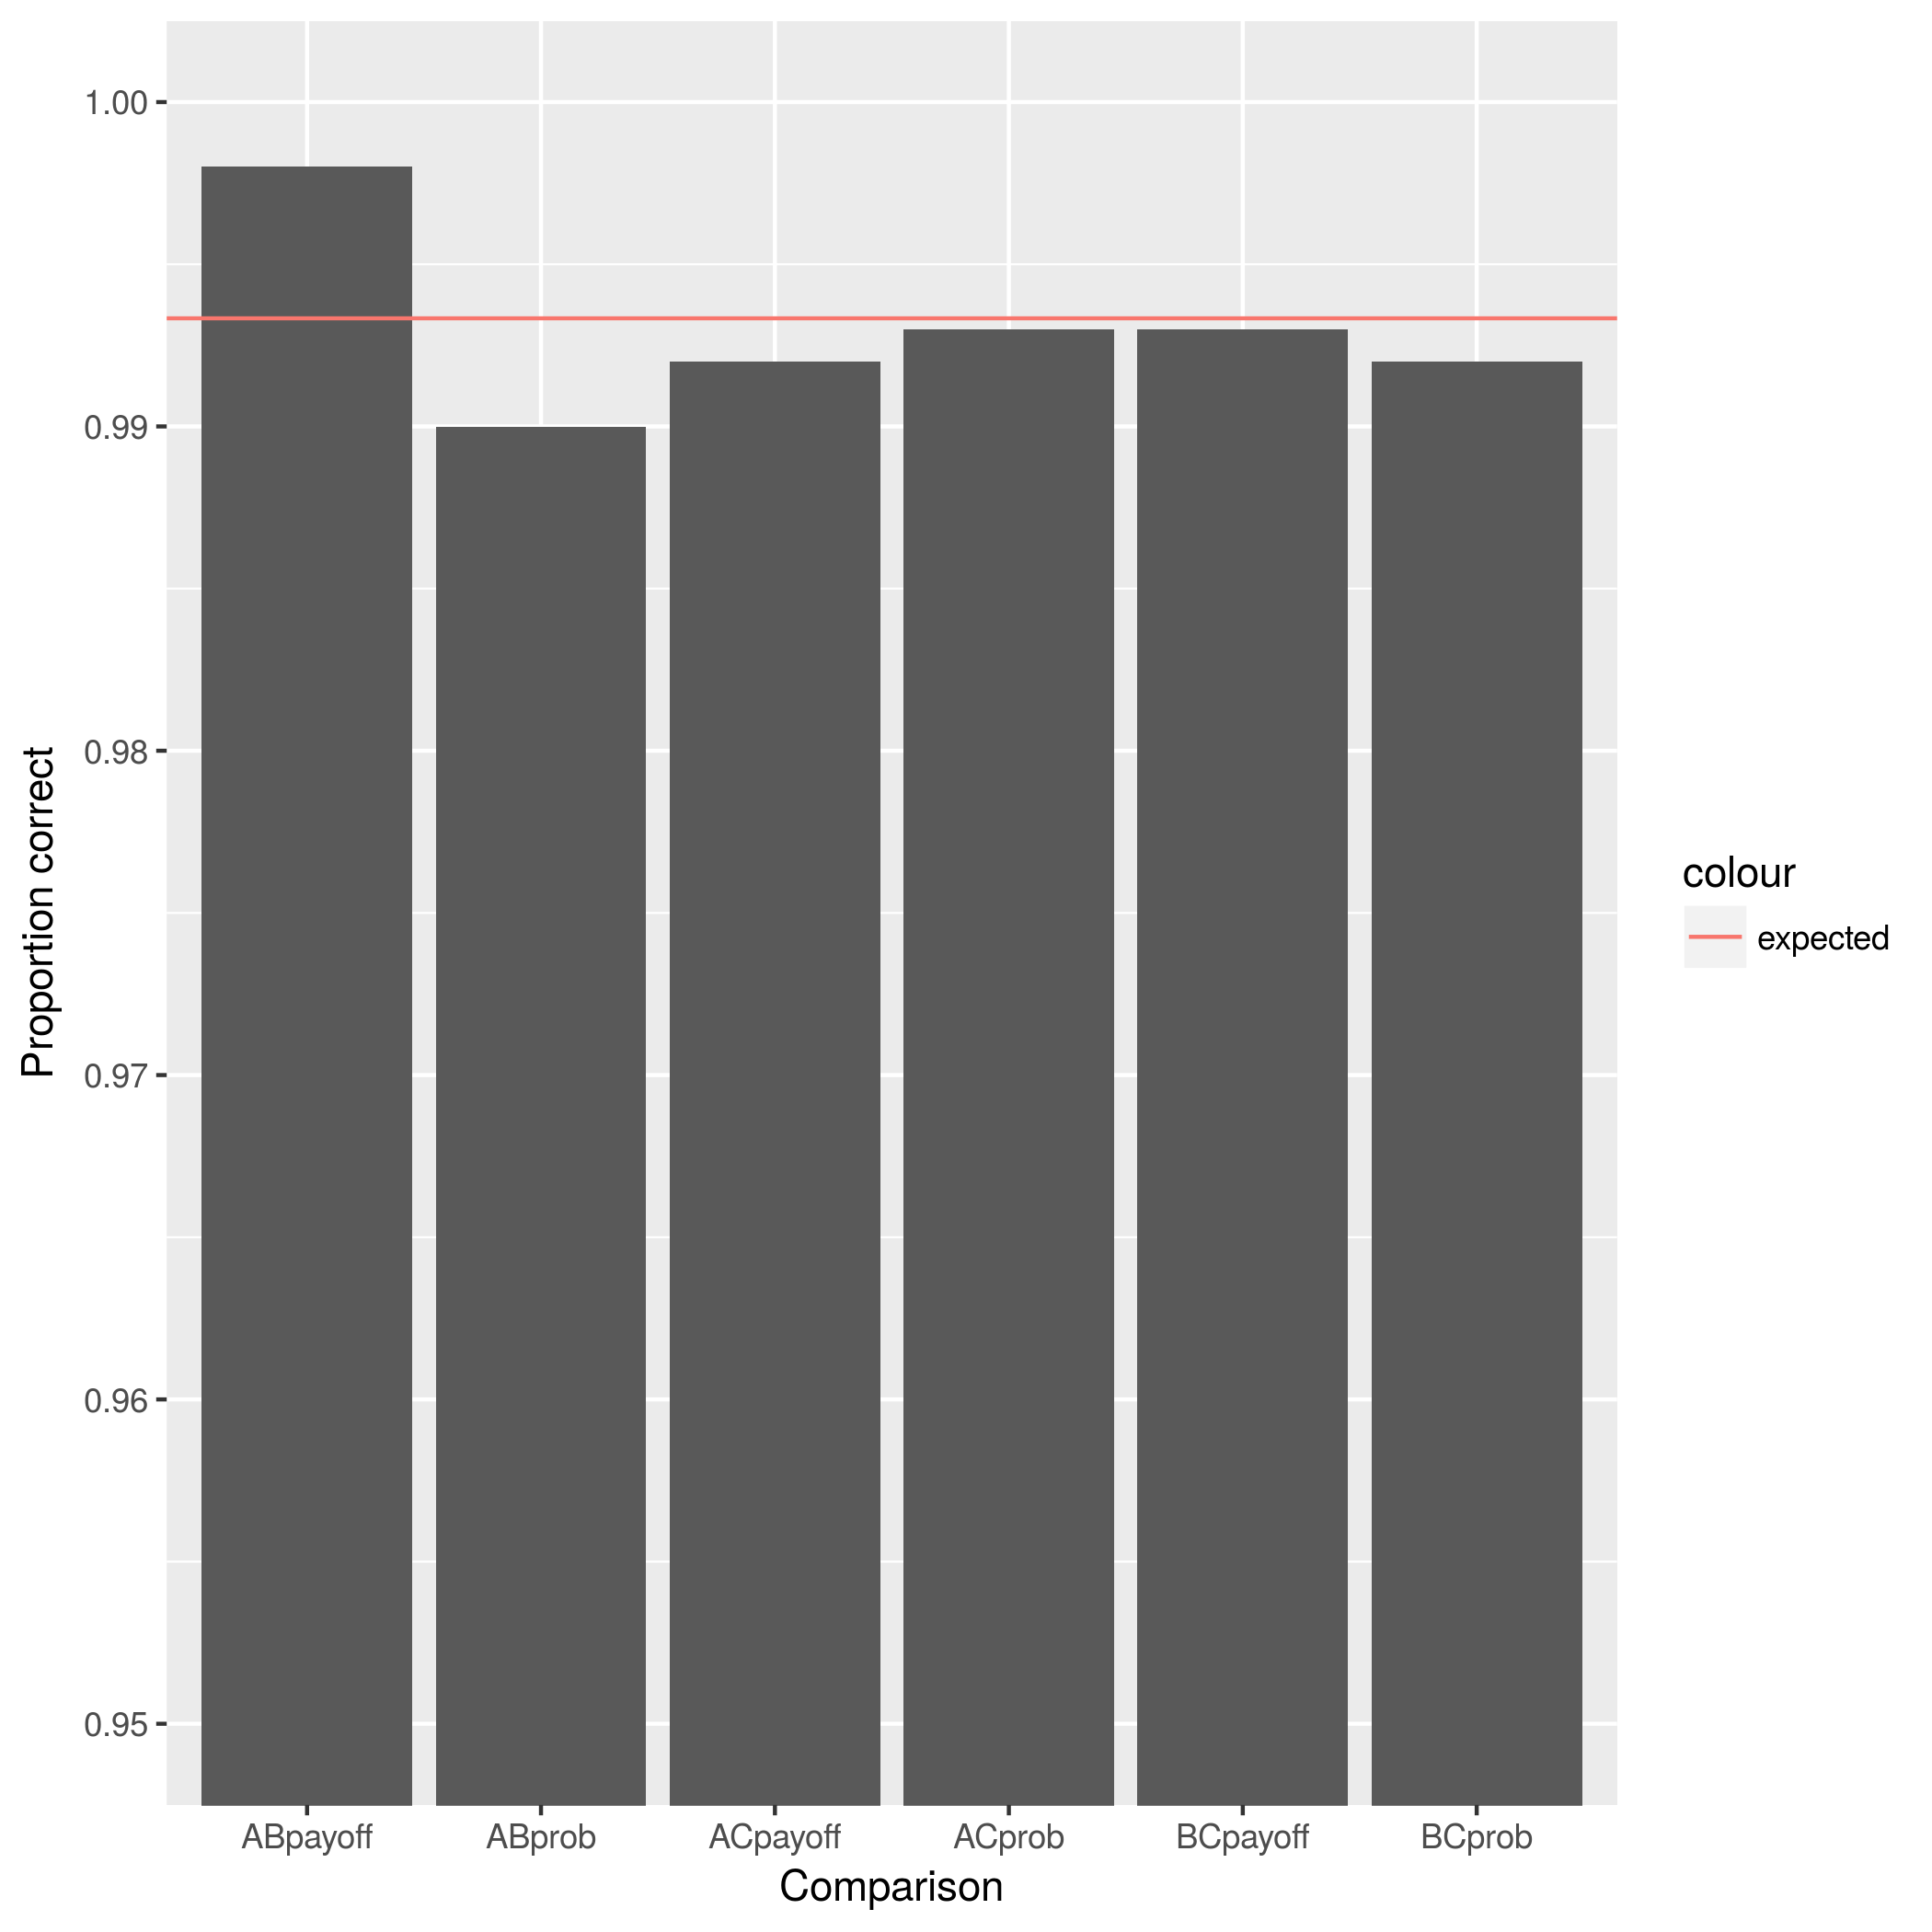 1.00
0.99
0.98
0.97
0.96
0.95
Proportion correct
ABpayoff ABprob ACpayoff ACprob BCpayoff BCprob
Comparison
colour
expected